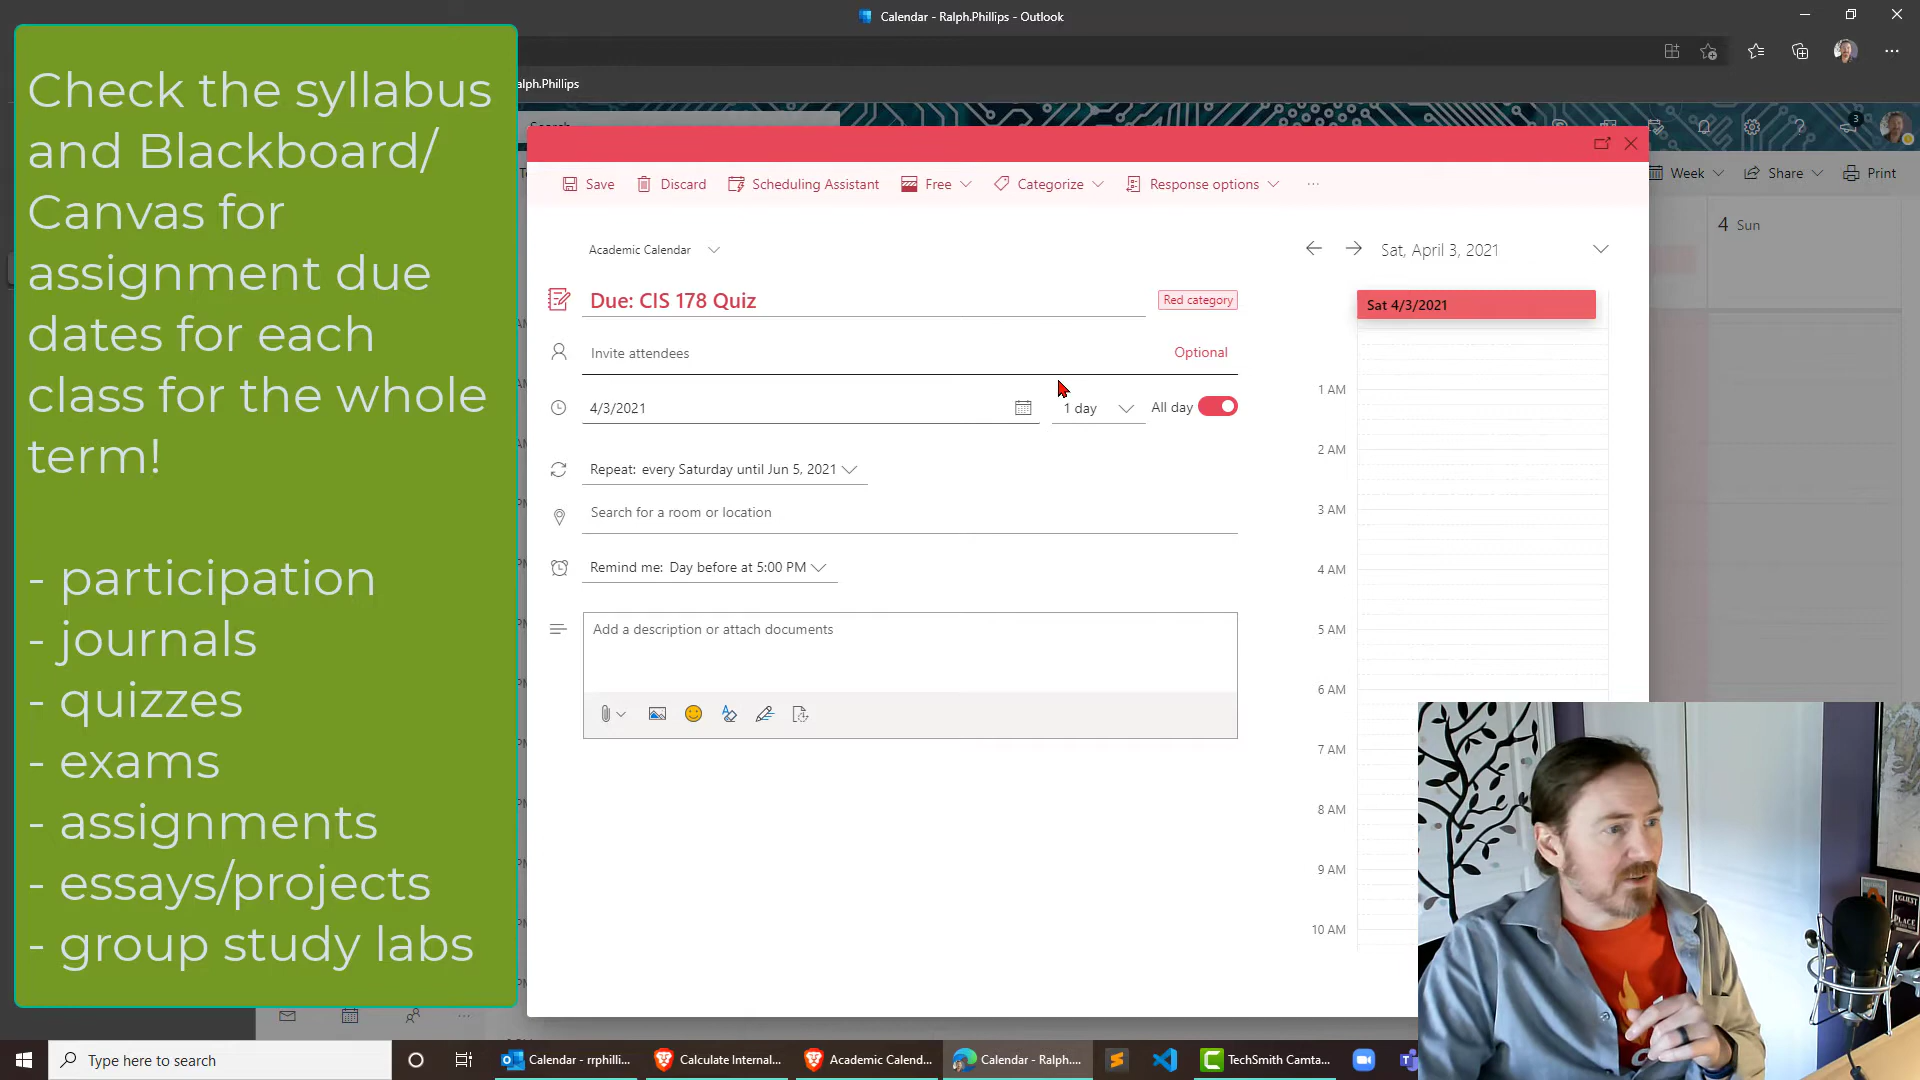 Calendar - Ralph.Phillips - Outlook
Check the syllabus
and Blackboard/
Canvas for
assignment due
dates for each
class for the whole
term!
- participation
- journals
- quizzes
- exams
- assignments
- essays/projects
- group study labs
alph.Phillips
Search
3
Save
Discard
Scheduling Assistant
Free
Categorize
Response options
...
Week
Share
Print
4 Sun
Academic Calendar
Sat, April 3, 2021
Due: CIS 178 Quiz
Red category
Sat 4/3/2021
Invite attendees
Optional
4/3/2021
1 day
All day
Repeat: every Saturday until Jun 5, 2021
Search for a room or location
Remind me: Day before at 5:00 PM
Add a description or attach documents
1 AM
2 AM
3 AM
4 AM
5 AM
6 AM
7 AM
8 AM
9 AM
10 AM
UGLIEST
PLACE
Type here to search
Calendar - rrphilli...
Calculate Internal...
Academic Calend...
Calendar - Ralph....
TechSmith Camta...